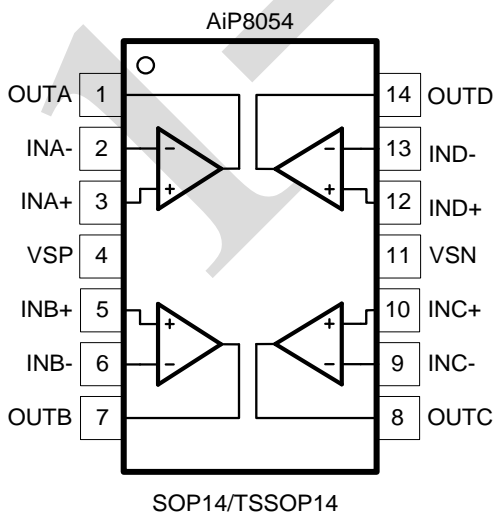 AiP8054
OUTA 1 14 OUTD
INA- 2 - - 13 IND-
INA+ 3 + + 12 IND+
VSP 4 11 VSN
INB+ 5 + + 10 INC+
INB- 6 - - 9 INC-
OUTB 7 8 OUTC
SOP14/TSSOP14